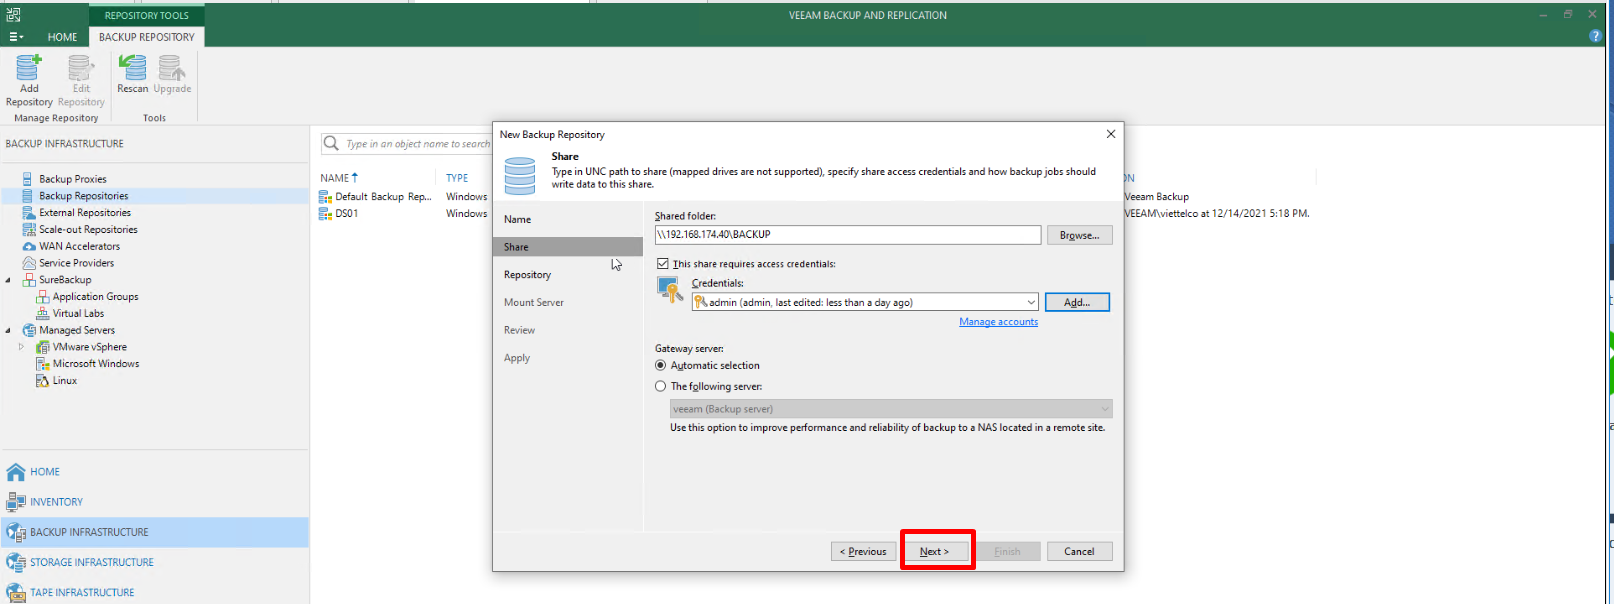 REPOSITORY TOOLS
VEEAM BACKUP AND REPLICATION
HOME
BACKUP REPOSITORY
Add Repository
Edit Repository
Rescan
Upgrade
Manage Repository
Tools
BACKUP INFRASTRUCTURE
Backup Proxies
Backup Repositories
External Repositories
Scale-out Repositories
WAN Accelerators
Service Providers
SureBackup
Application Groups
Virtual Labs
Managed Servers
VMware vSphere
Microsoft Windows
Linux
HOME
INVENTORY
BACKUP INFRASTRUCTURE
STORAGE INFRASTRUCTURE
TAPE INFRASTRUCTURE
Type in an object name to search
NAME
TYPE
Default Backup Rep...
Windows
Veeam Backup
DS01
Windows
VEEAM\viettelco at 12/14/2021 5:18 PM.
New Backup Repository
Share
Type in UNC path to share (mapped drives are not supported), specify share access credentials and how backup jobs should
write data to this share.
Name
Share
Repository
Mount Server
Review
Apply
Shared folder:
\\192.168.174.40\BACKUP
Browse...
This share requires access credentials:
Credentials:
admin (admin, last edited: less than a day ago)
Add...
Manage accounts
Gateway server:
Automatic selection
The following server:
veeam (Backup server)
Use this option to improve performance and reliability of backup to a NAS located in a remote site.
< Previous
Next >
Finish
Cancel